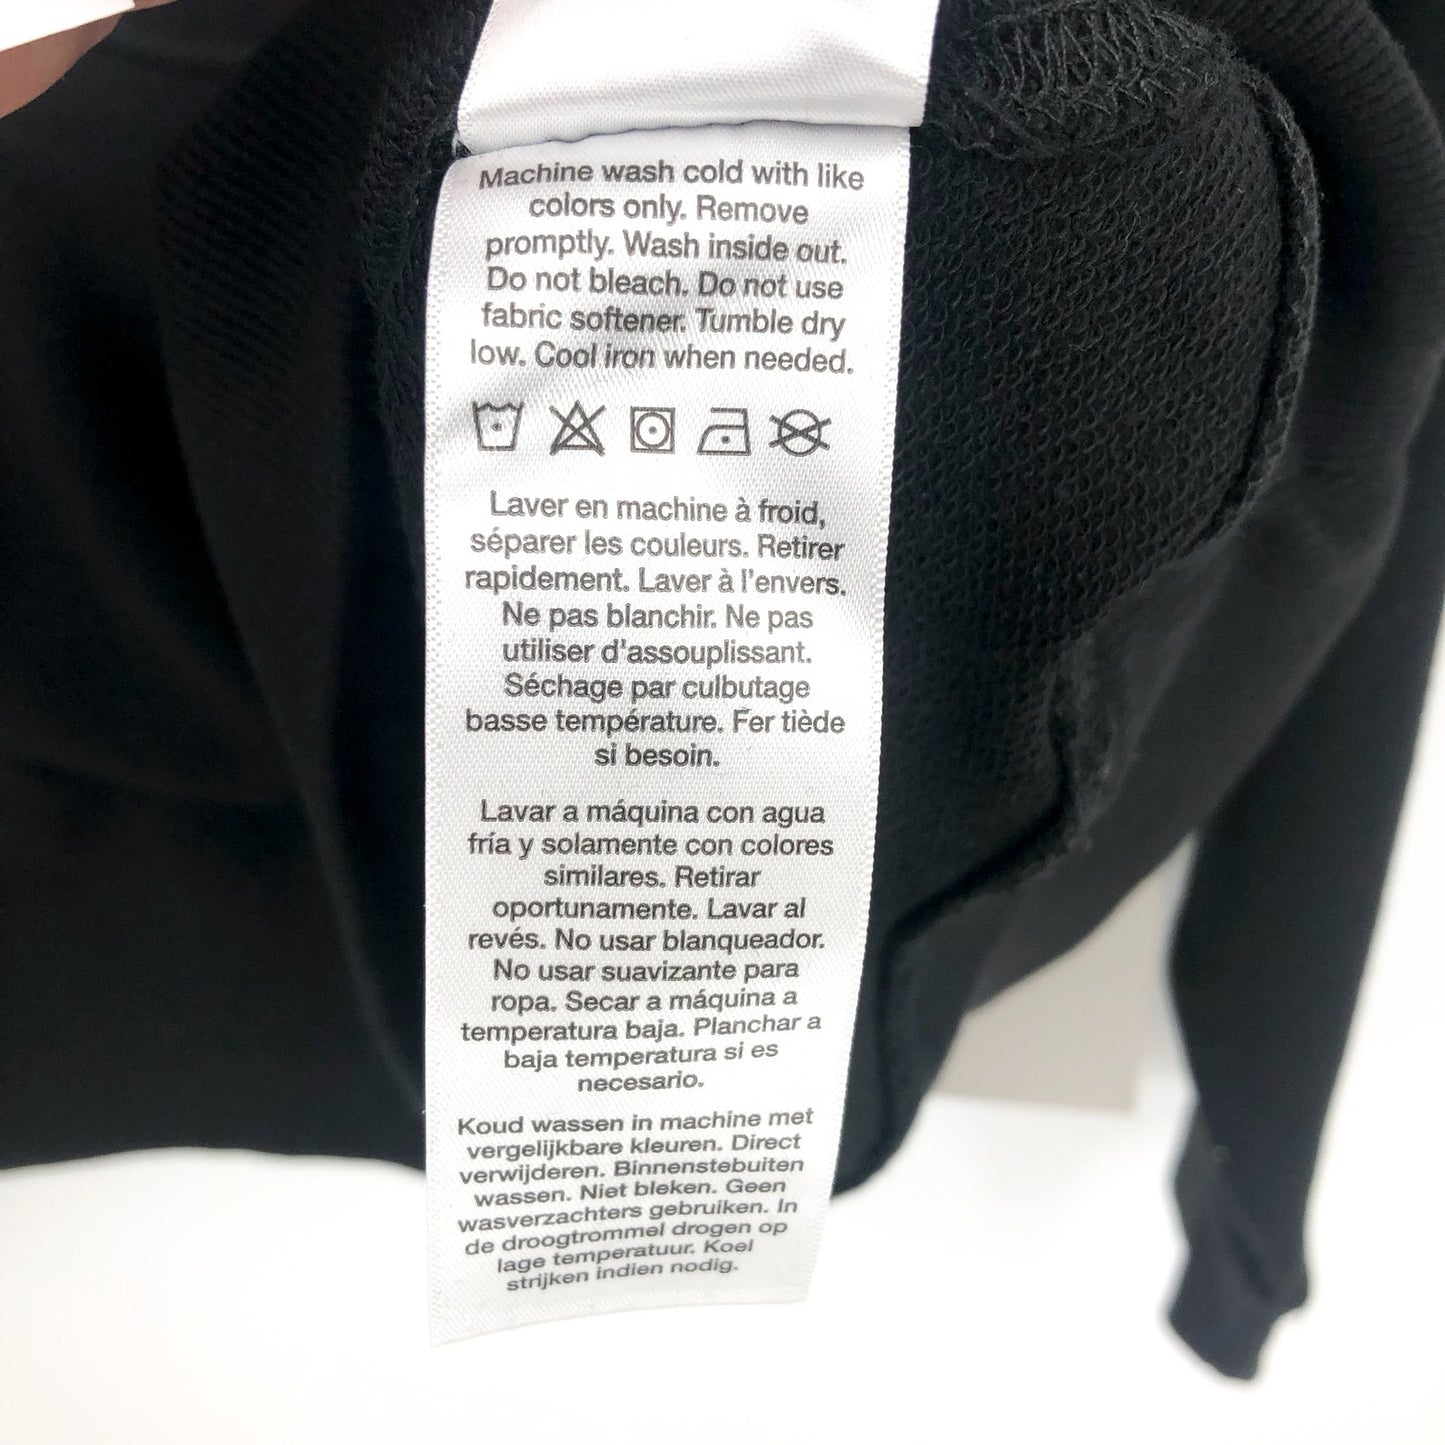 Machine wash cold with like
colors only. Remove
promptly. Wash inside out.
Do not bleach. Do not use
fabric softener. Tumble dry
low. Cool iron when needed.
Laver en machine à froid,
séparer les couleurs. Retirer
rapidement. Laver à l'envers.
Ne pas blanchir. Ne pas
utiliser d'assouplissant.
Séchage par culbutage
basse température. Fer tiède
si besoin.
Lavar a máquina con agua
fría y solamente con colores
similares. Retirar
oportunamente. Lavar al
revés. No usar blanqueador.
No usar suavizante para
ropa. Secar a máquina a
temperatura baja. Planchar a
baja temperatura si es
necesario.
Koud wassen in machine met
vergelijkbare kleuren. Direct
verwijderen. Binnenstebuiten
wassen. Niet bleken. Geen
wasverzachters gebruiken. In
de droogtrommel drogen op
lage temperatuur. Koel
strijken indien nodig.